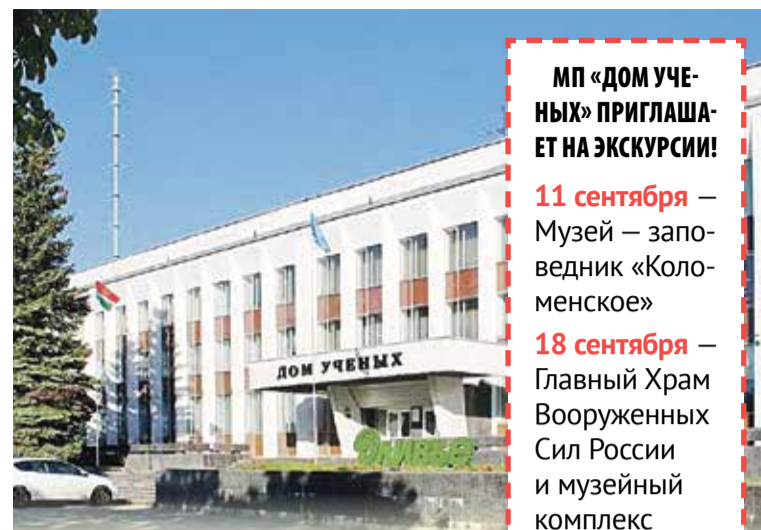 МП «ДОМ УЧЕ-
НЫХ» ПРИГЛАША-
ЕТ НА ЭКСКУРСИИ!
11 сентября —
Музей — запо-
ведник «Коло-
менское»
18 сентября —
Главный Храм
Вооруженных
Сил России
и музейный
комплекс
ДОМ УЧЕНЫХ